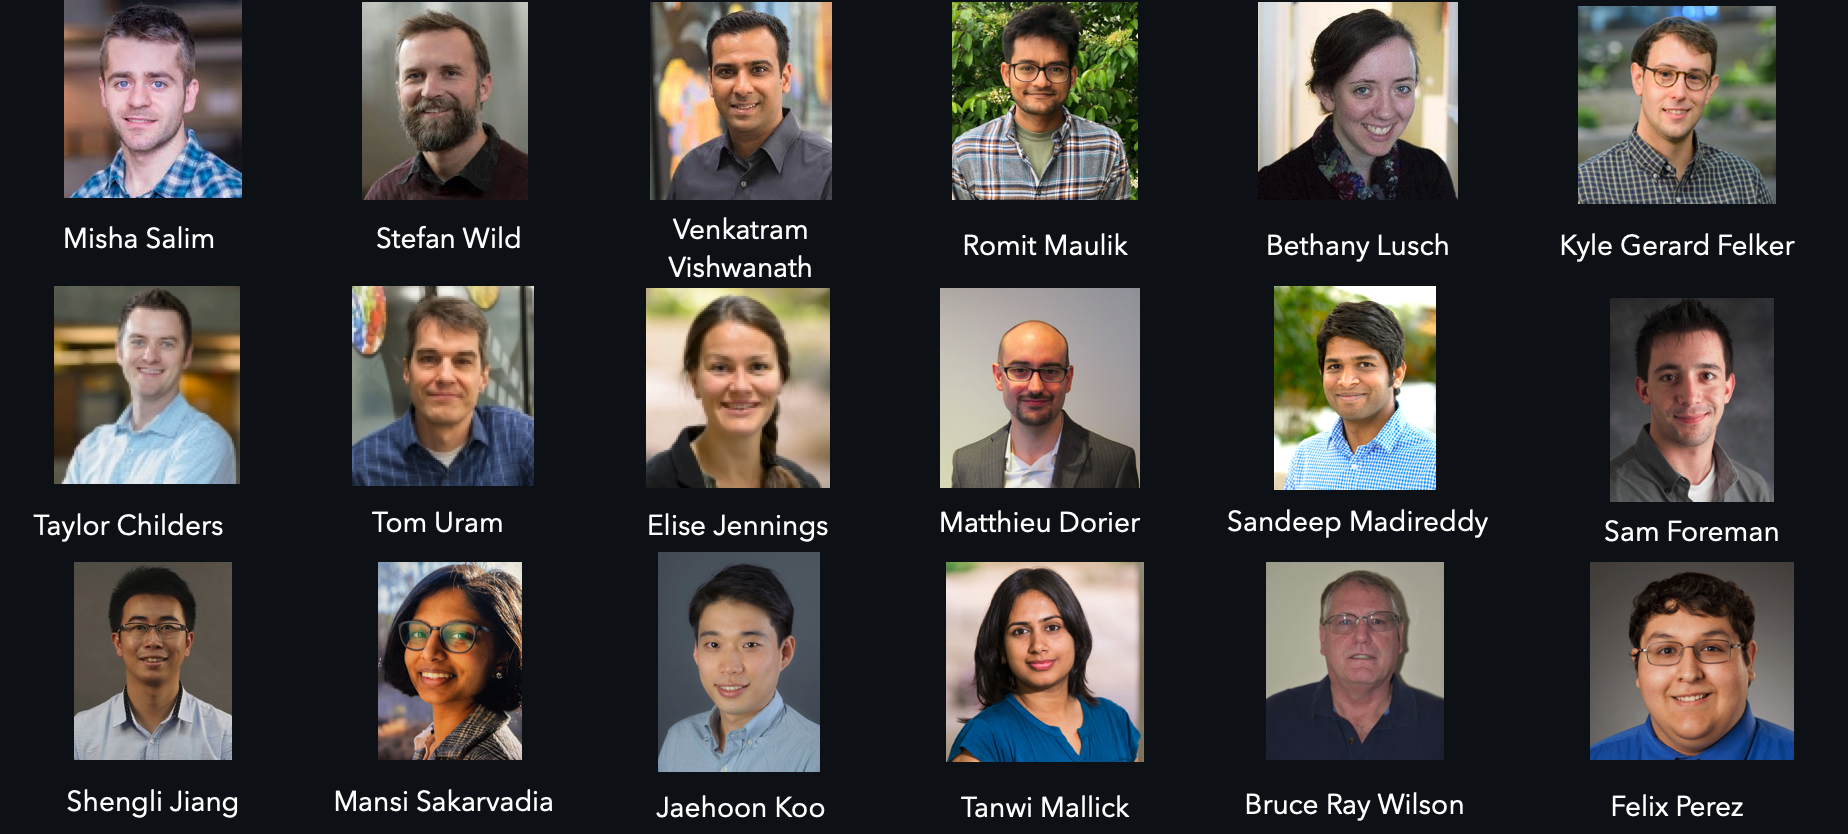 Misha Salim
Stefan Wild
Venkatram
Vishwanath
Romit Maulik
Bethany Lusch
Kyle Gerard Felker
Taylor Childers
Tom Uram
Elise Jennings
Matthieu Dorier
Sandeep Madireddy
Sam Foreman
Shengli Jiang
Mansi Sakarvadia
Jaehoon Koo
Tanwi Mallick
Bruce Ray Wilson
Felix Perez